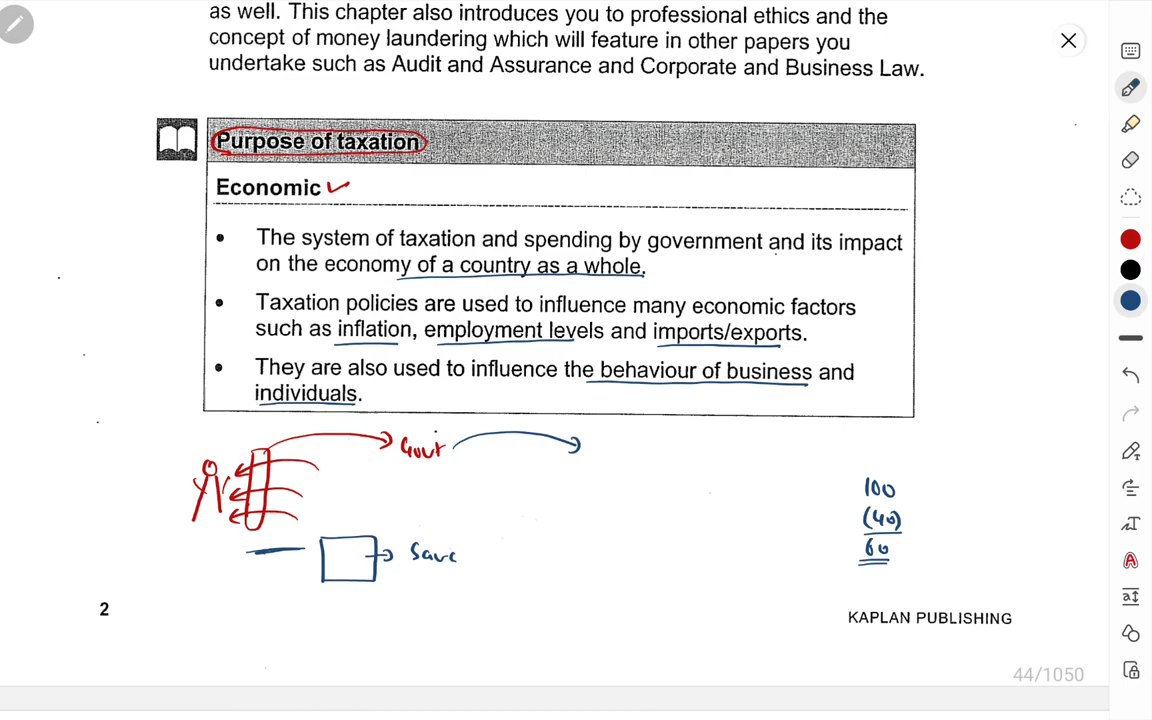 as well. This chapter also introduces you to professional ethics and the
concept of money laundering which will feature in other papers you
undertake such as Audit and Assurance and Corporate and Business Law.
Purpose of taxation
Economic
• The system of taxation and spending by government and its impact
on the economy of a country as a whole.
• Taxation policies are used to influence many economic factors
such as inflation, employment levels and imports/exports.
• They are also used to influence the behaviour of business and
individuals.
Govt
100
(40)
60
Save
2
KAPLAN PUBLISHING
44/1050